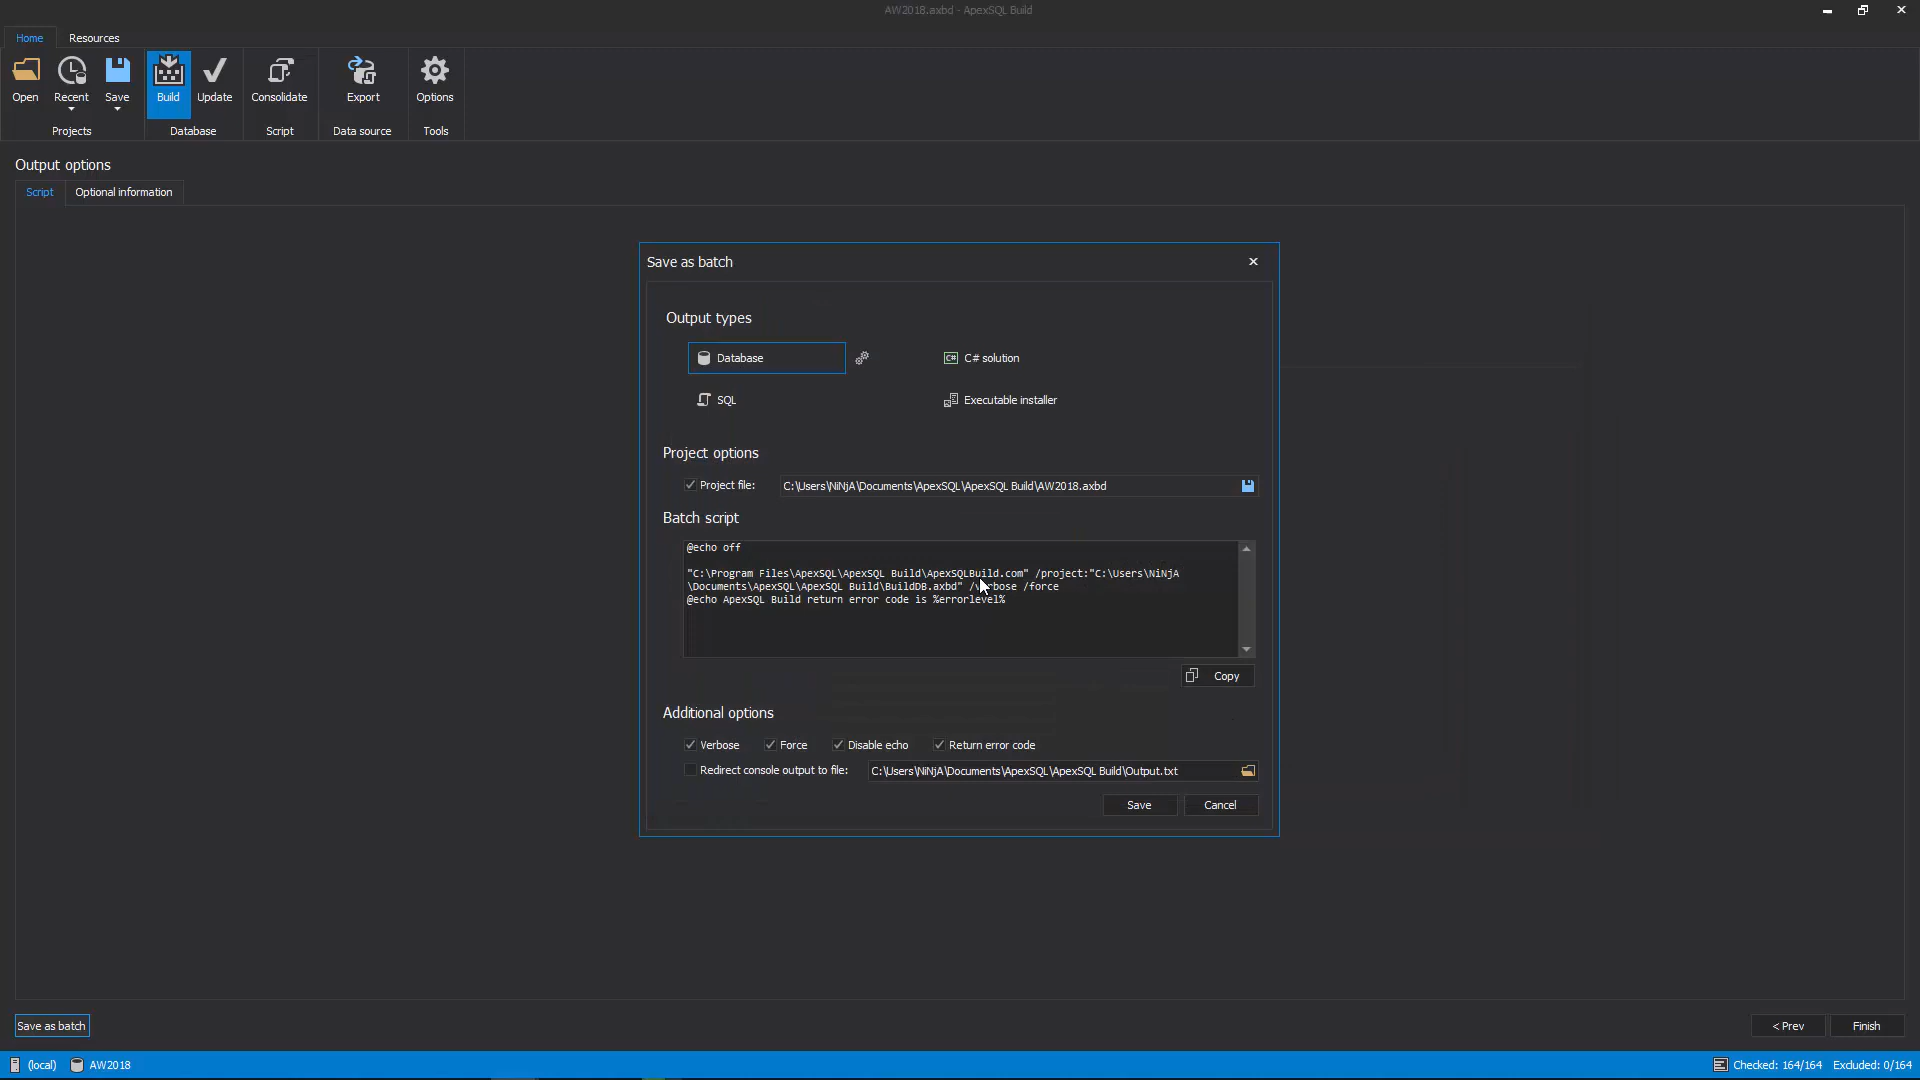 AW2018.axbd - ApexSQL Build
Home
Resources
Open
Recent
Save
Build
Update
Consolidate
Export
Options
Projects
Database
Script
Data source
Tools
Output options
Script
Optional information
Save as batch
Output types
Database
C# C# solution
SQL
Executable installer
Project options
Project file:
C:\Users\NiNjA\Documents\ApexSQL\ApexSQL Build\AW2018.axbd
Batch script
@echo off
"C:\Program Files\ApexSQL\ApexSQL Build\ApexSQLBuild.com" /project:"C:\Users\NiNjA
\Documents\ApexSQL\ApexSQL Build\BuildDB.axbd" /verbose /force
@echo ApexSQL Build return error code is %errorlevel%
Copy
Additional options
Verbose
Force
Disable echo
Return error code
Redirect console output to file:
C:\Users\NiNjA\Documents\ApexSQL\ApexSQL Build\Output.txt
Save
Cancel
Save as batch
< Prev
Finish
(local)
AW2018
Checked: 164/164
Excluded: 0/164